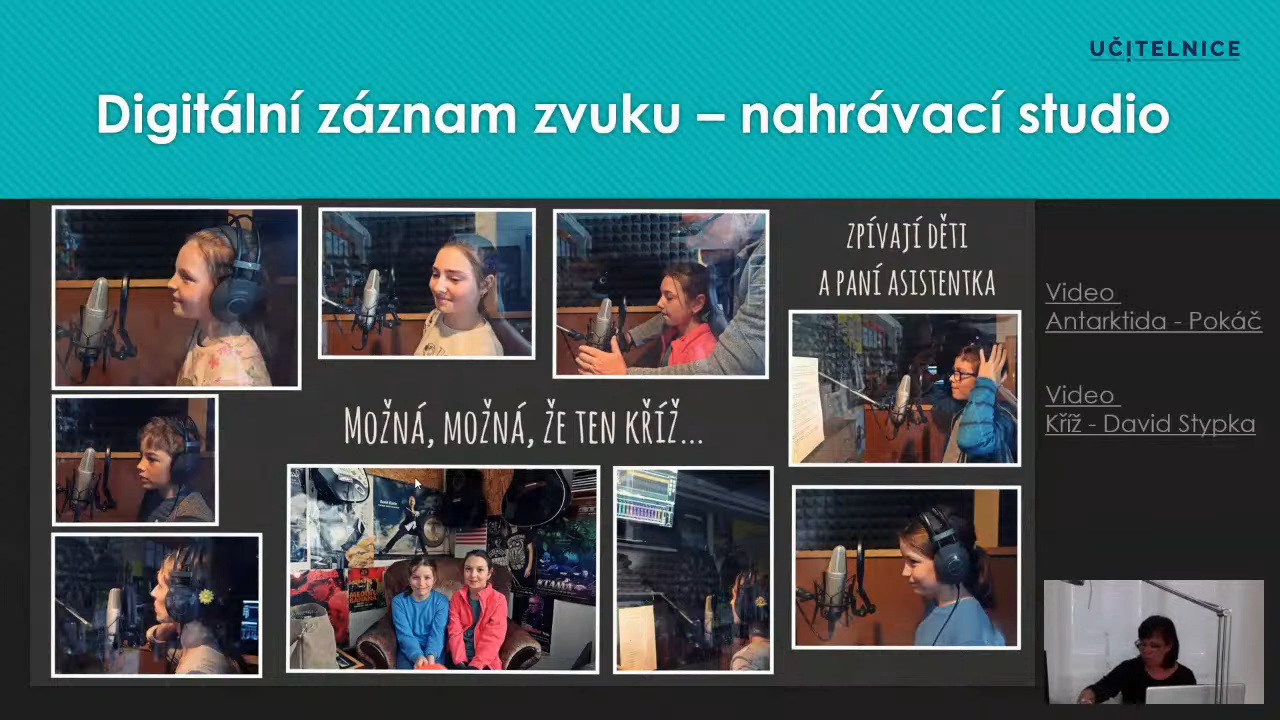 UČITELNICE
Digitální záznam zvuku – nahrávací studio
ZPÍVAJÍ DĚTI
A PANÍ ASISTENTKA
MOŽNÁ, MOŽNÁ, ŽE TEN KŘÍŽ...
Video
Antarktida - Pokáč
Video
Kříž - David Stypka